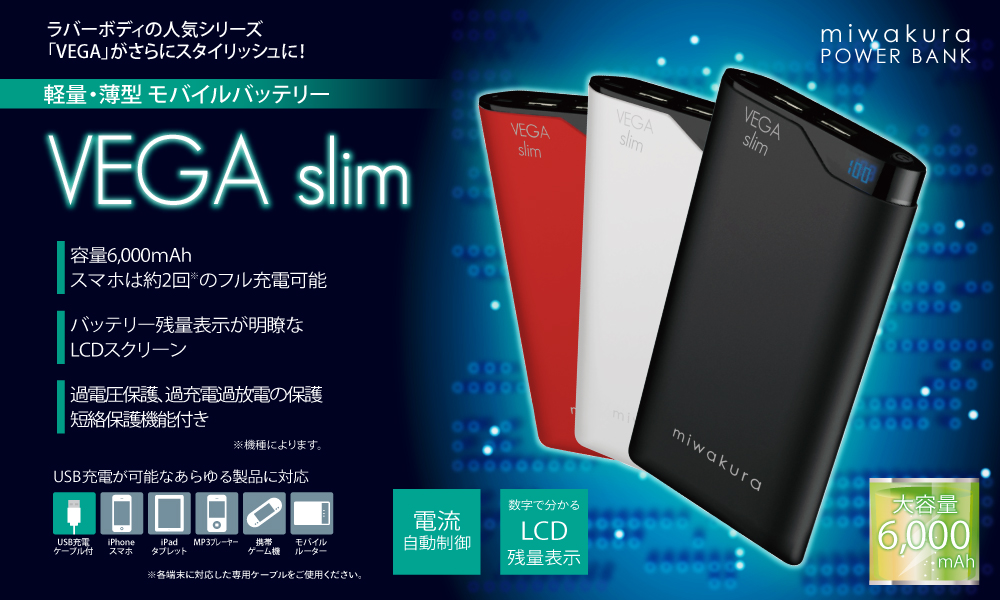 ラバーボディの人気シリーズ
「VEGA」がさらにスタイリッシュに!
miwakura
POWER BANK
軽量・薄型 モバイルバッテリー
VEGA slim
容量6,000mAh
スマホは約2回※のフル充電可能
バッテリー残量表示が明瞭な
LCDスクリーン
過電圧保護、過充電過放電の保護
短絡保護機能付き
※機種によります。
USB充電が可能なあらゆる製品に対応
USB充電
ケーブル付
iPhone
スマホ
iPad
タブレット
MP3プレーヤー
携帯
ゲーム機
モバイル
ルーター
※各端末に対応した専用ケーブルをご使用ください。
電流
自動制御
数字で分かる
LCD
残量表示
VEGA
slim
VEGA
slim
miwakura
VEGA
slim
100
miwakura
大容量
6,000
mAh